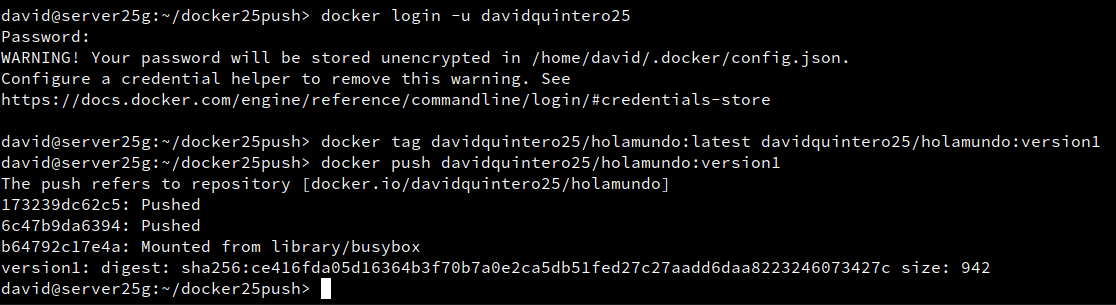 david@server25g:~/docker25push> docker login -u davidquintero25
Password:
WARNING! Your password will be stored unencrypted in /home/david/.docker/config.json.
Configure a credential helper to remove this warning. See
https://docs.docker.com/engine/reference/commandline/login/#credentials-store
david@server25g:~/docker25push> docker tag davidquintero25/holamundo:latest davidquintero25/holamundo:version1
david@server25g:~/docker25push> docker push davidquintero25/holamundo:version1
The push refers to repository [docker.io/davidquintero25/holamundo]
173239dc62c5: Pushed
6c47b9da6394: Pushed
b64792c17e4a: Mounted from library/busybox
version1: digest: sha256:ce416fda05d16364b3f70b7a0e2ca5db51fed27c27aadd6daa8223246073427c size: 942
david@server25g:~/docker25push>